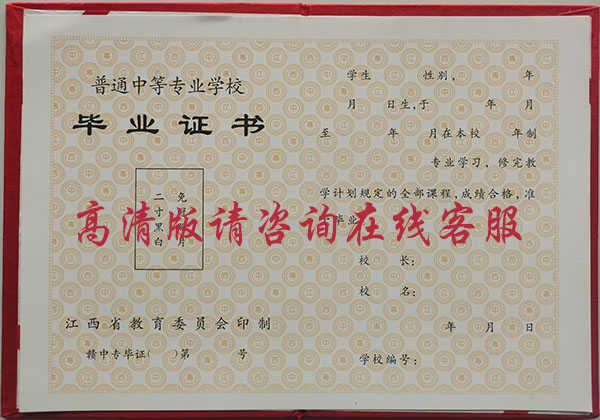 普通中等专业学校
毕业证书
免冠
二寸黑白
片
江西省教育委员会印制
赣中专毕证( )第 号
学生 性别, 年
月 日生,于 年 月
至 年 月在本校 年制
专业学习,修完教
学计划规定的全部课程,成绩合格,准
毕业
校 长:
校 名:
年 月 日
学校编号:
高清版请咨询在线客服